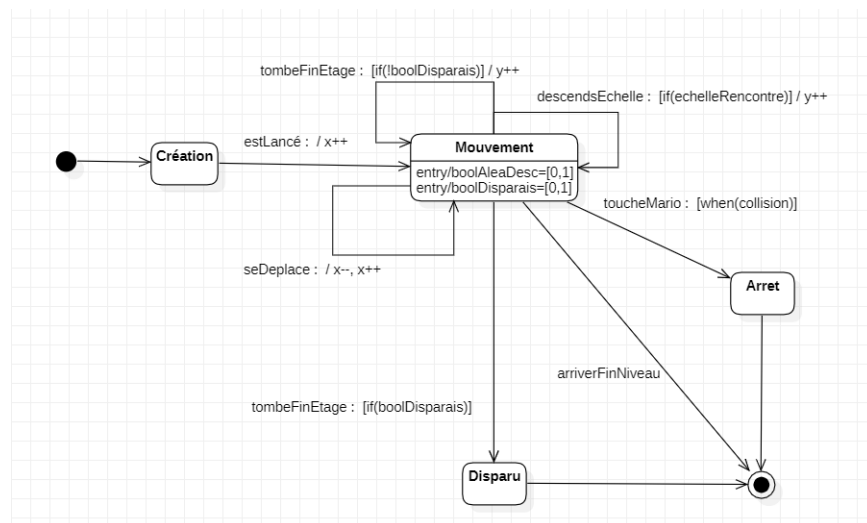 tombeFinEtage : [if(!boolDisparais)] / y++
descendsEchelle : [if(echelleRencontre)] / y++
estLancé : / x++
Mouvement
Création
entry/boolAleaDesc=[0,1]
entry/boolDisparais=[0,1]
toucheMario : [when(collision)]
seDeplace : / x--, x++
Arret
arriverFinNiveau
tombeFinEtage : [if(boolDisparais)]
Disparu